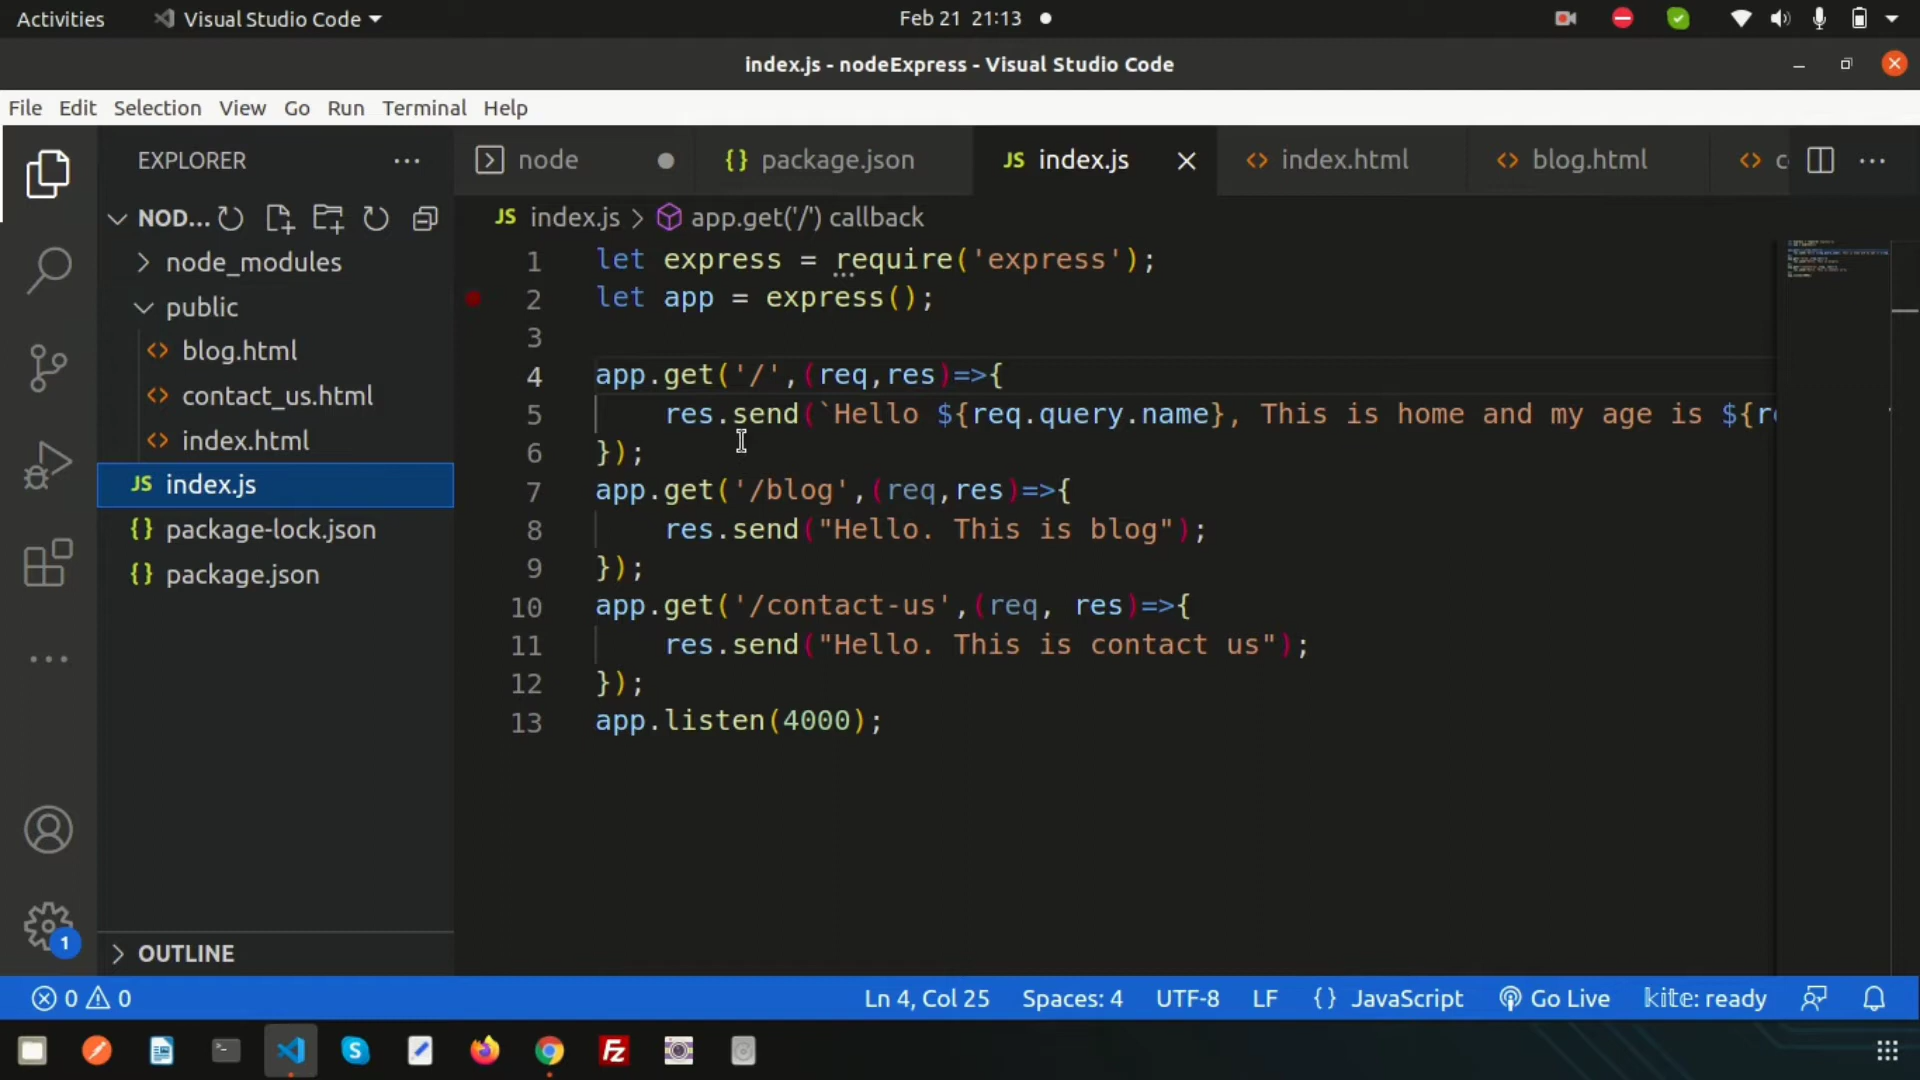 Activities Visual Studio Code Feb 21 21:13
index.js - nodeExpress - Visual Studio Code
File Edit Selection View Go Run Terminal Help
EXPLORER
node package.json JS index.js index.html blog.html
JS index.js > app.get('/') callback
NOD...
node_modules
public
blog.html
contact_us.html
index.html
JS index.js
{} package-lock.json
{} package.json
OUTLINE
1 let express = require('express');
2 let app = express();
3
4 app.get('/',(req,res)=>{
5 res.send(`Hello ${req.query.name}, This is home and my age is ${re
6 });
7 app.get('/blog',(req,res)=>{
8 res.send("Hello. This is blog");
9 });
10 app.get('/contact-us',(req, res)=>{
11 res.send("Hello. This is contact us");
12 });
13 app.listen(4000);
1
0 0 Ln 4, Col 25 Spaces: 4 UTF-8 LF {} JavaScript Go Live kite: ready